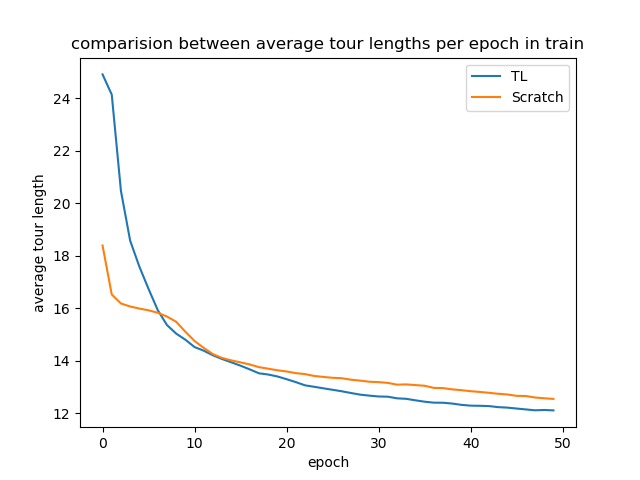 comparision between average tour lengths per epoch in train
TL
Scratch
average tour length
24
22
20
18
16
14
12
0 10 20 30 40 50
epoch